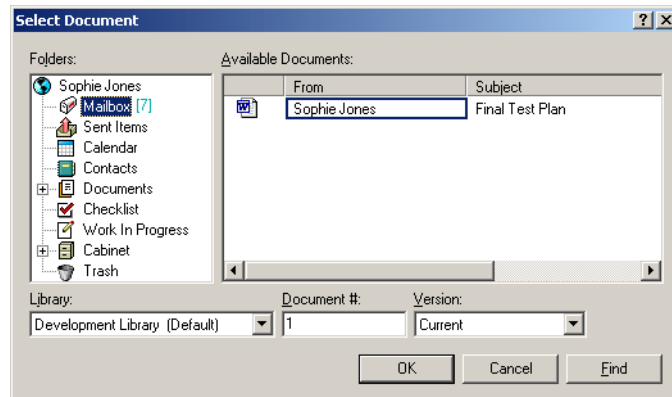 Select Document
Folders:
Available Documents:
From Subject
Sophie Jones
Mailbox [7]
Sent Items
Calendar
Contacts
Documents
Checklist
Work In Progress
Cabinet
Trash
Sophie Jones Final Test Plan
Library:
Document #:
Version:
Development Library (Default)
1
Current
OK
Cancel
Find